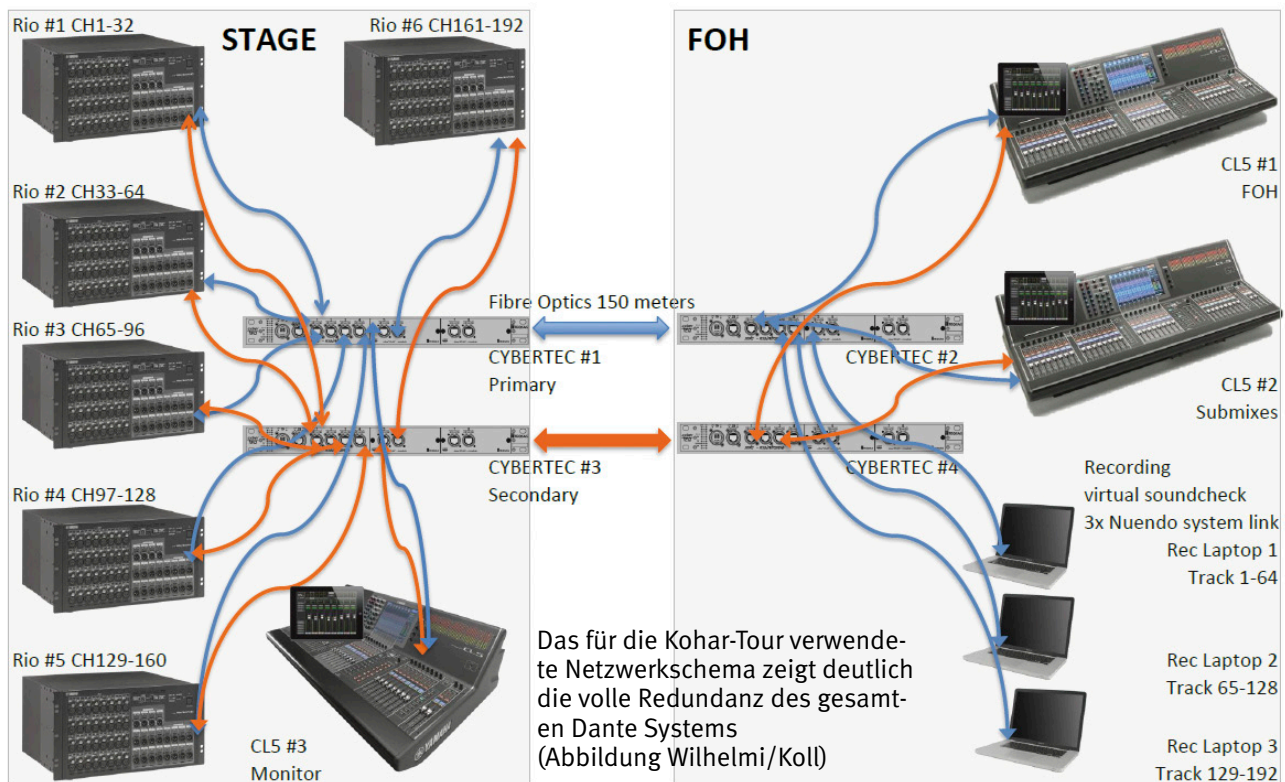 Rio #1 CH1-32
STAGE
Rio #6 CH161-192
FOH
Rio #2 CH33-64
CL5 #1
FOH
Rio #3 CH65-96
Fibre Optics 150 meters
CYBERTEC #1
Primary
CYBERTEC #2
CL5 #2
Submixes
CYBERTEC #3
Secondary
CYBERTEC #4
Rio #4 CH97-128
Recording
virtual soundcheck
3x Nuendo system link
Rec Laptop 1
Track 1-64
Rio #5 CH129-160
CL5 #3
Monitor
YAMAHA
Das für die Kohar-Tour verwende-
te Netzwerkschema zeigt deutlich
die volle Redundanz des gesamt-
en Dante Systems
(Abbildung Wilhelmi/Koll)
Rec Laptop 2
Track 65-128
Rec Laptop 3
Track 129-192